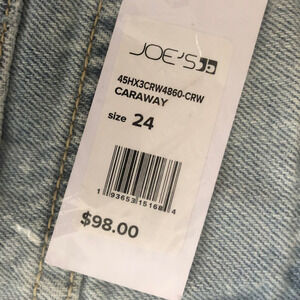 JOE'S
45HX3CRW4860-CRW
CARAWAY
size 24
1 93653 15168 4
$98.00